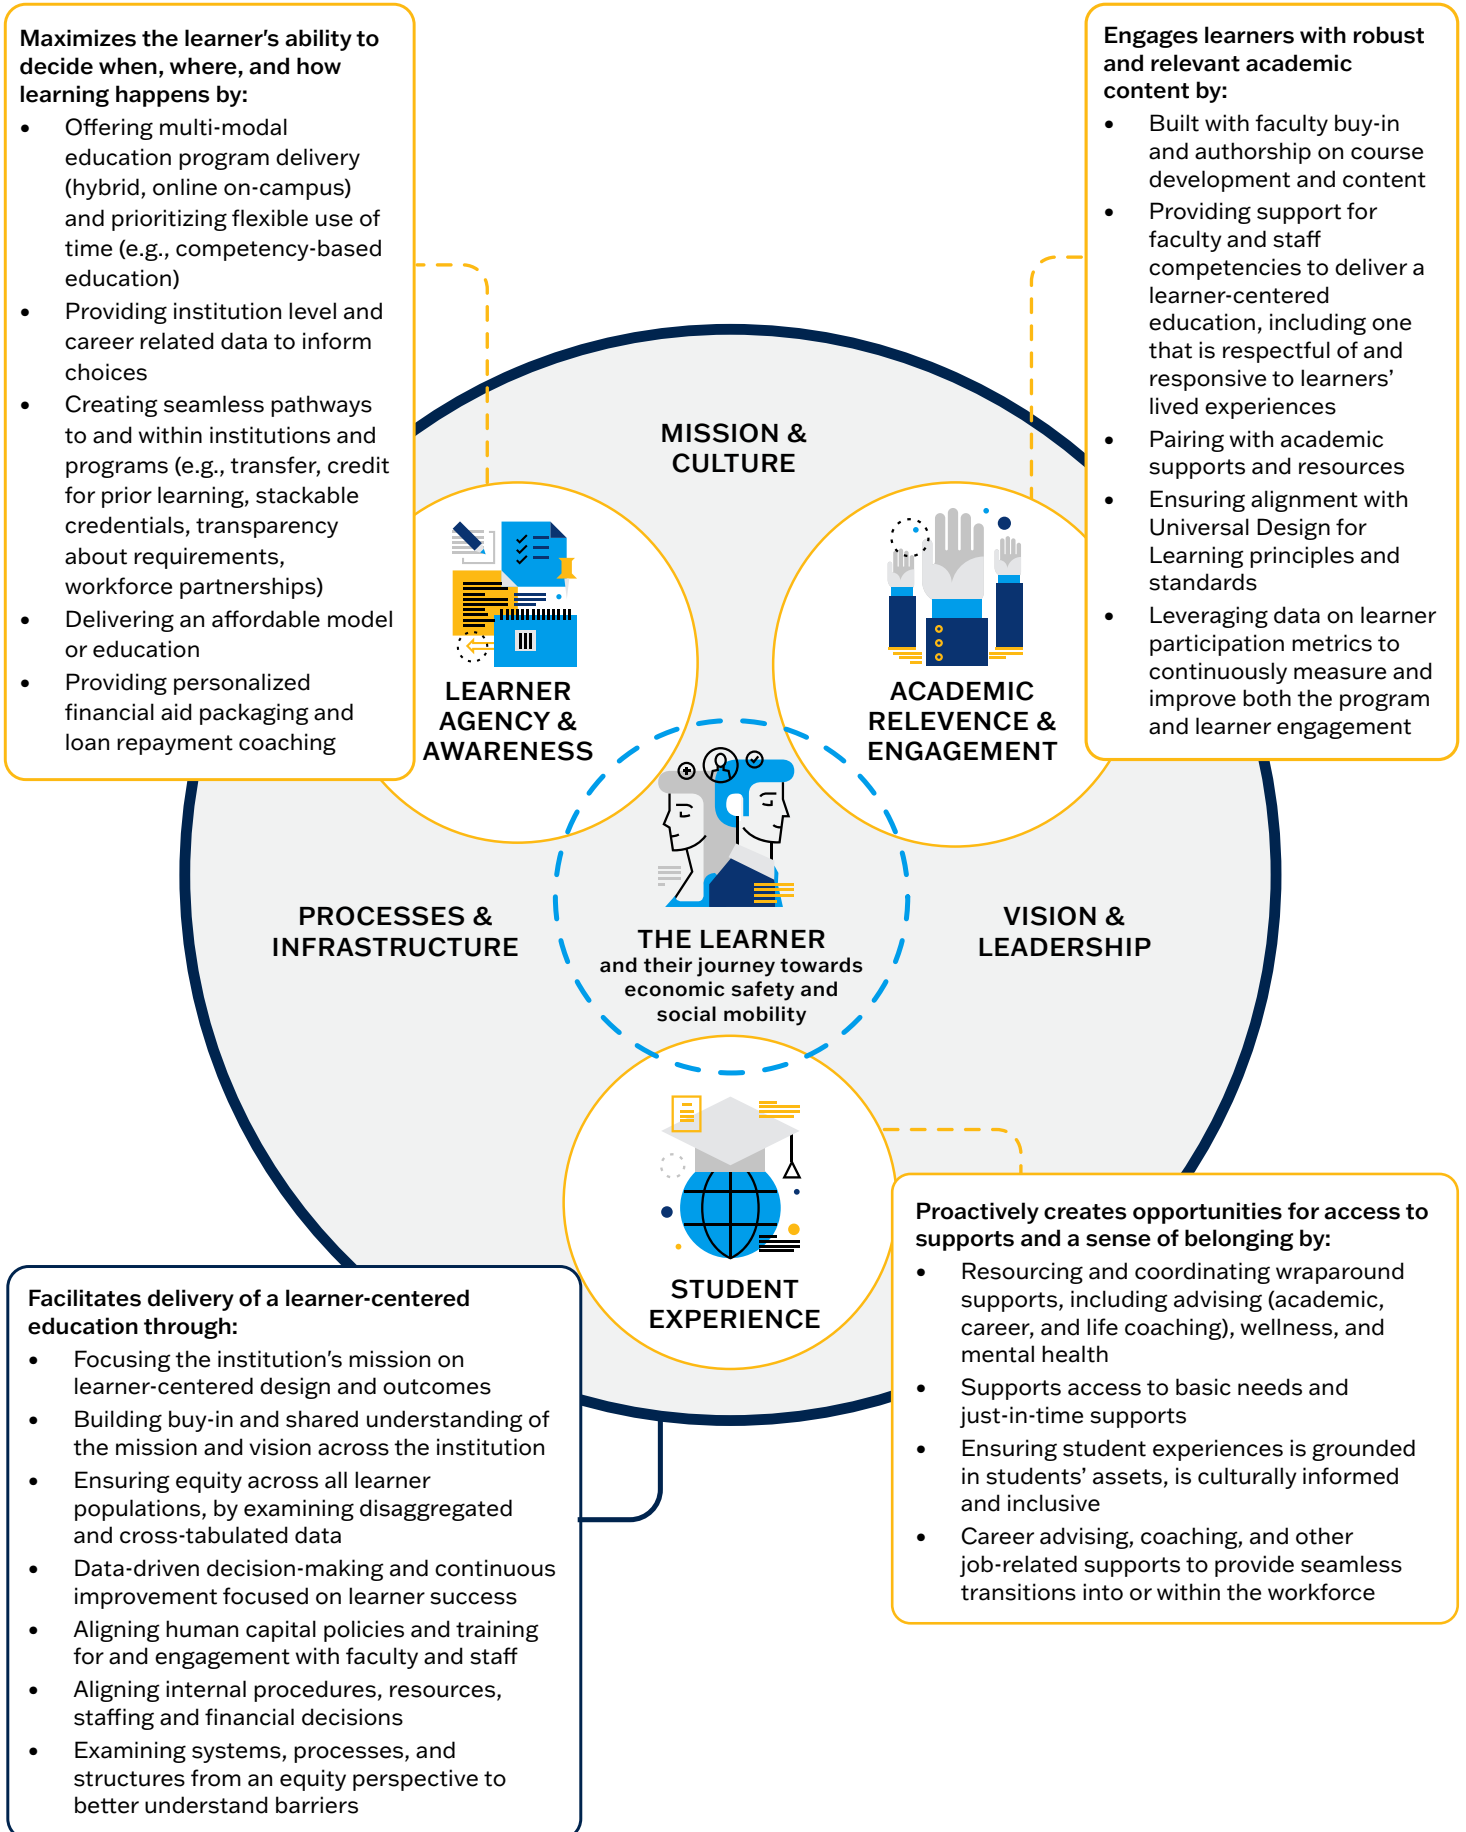 Maximizes the learner's ability to
decide when, where, and how
learning happens by:
• Offering multi-modal
education program delivery
(hybrid, online on-campus)
and prioritizing flexible use of
time (e.g., competency-based
education)
• Providing institution level and
career related data to inform
choices
• Creating seamless pathways
to and within institutions and
programs (e.g., transfer, credit
for prior learning, stackable
credentials, transparency
about requirements,
workforce partnerships)
• Delivering an affordable model
or education
• Providing personalized
financial aid packaging and
loan repayment coaching
Engages learners with robust
and relevant academic
content by:
• Built with faculty buy-in
and authorship on course
development and content
• Providing support for
faculty and staff
competencies to deliver a
learner-centered
education, including one
that is respectful of and
responsive to learners’
lived experiences
• Pairing with academic
supports and resources
• Ensuring alignment with
Universal Design for
Learning principles and
standards
• Leveraging data on learner
participation metrics to
continuously measure and
improve both the program
and learner engagement
MISSION &
CULTURE
LEARNER
AGENCY &
AWARENESS
ACADEMIC
RELEVENCE &
ENGAGEMENT
PROCESSES &
INFRASTRUCTURE
THE LEARNER
and their journey towards
economic safety and
social mobility
VISION &
LEADERSHIP
STUDENT
EXPERIENCE
Proactively creates opportunities for access to
supports and a sense of belonging by:
• Resourcing and coordinating wraparound
supports, including advising (academic,
career, and life coaching), wellness, and
mental health
• Supports access to basic needs and
just-in-time supports
• Ensuring student experiences is grounded
in students’ assets, is culturally informed
and inclusive
• Career advising, coaching, and other
job-related supports to provide seamless
transitions into or within the workforce
Facilitates delivery of a learner-centered
education through:
• Focusing the institution's mission on
learner-centered design and outcomes
• Building buy-in and shared understanding of
the mission and vision across the institution
• Ensuring equity across all learner
populations, by examining disaggregated
and cross-tabulated data
• Data-driven decision-making and continuous
improvement focused on learner success
• Aligning human capital policies and training
for and engagement with faculty and staff
• Aligning internal procedures, resources,
staffing and financial decisions
• Examining systems, processes, and
structures from an equity perspective to
better understand barriers